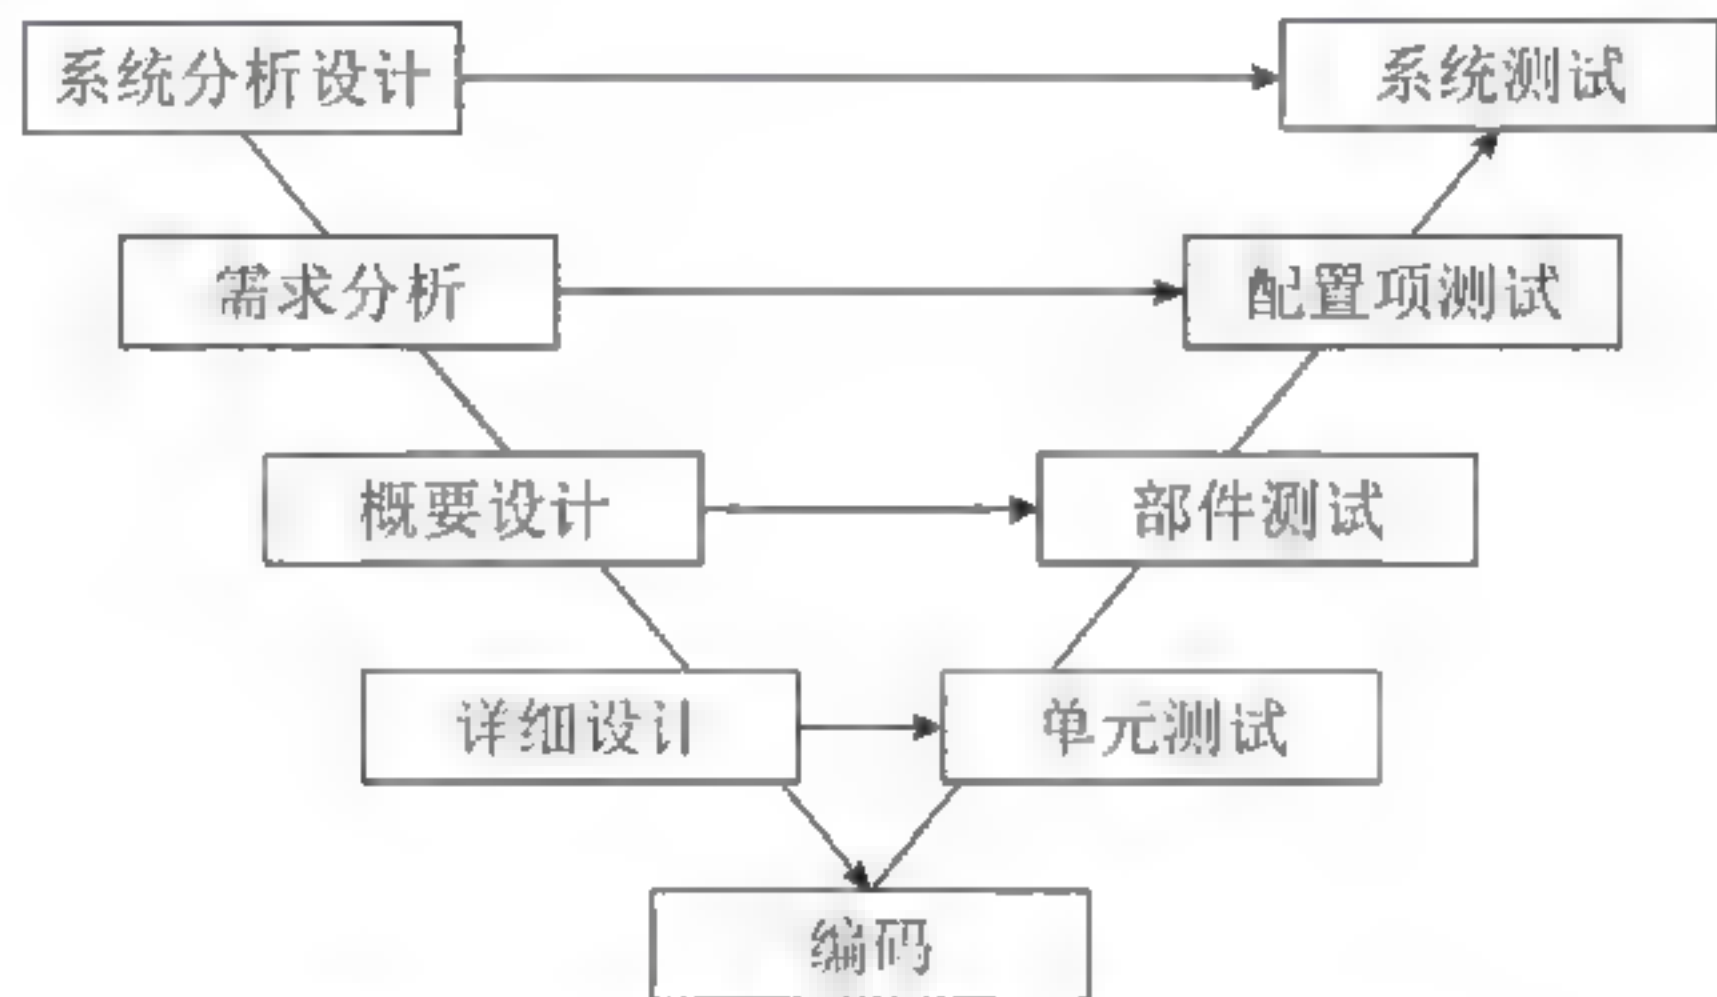 系统分析设计
系统测试
需求分析
配置项测试
概要设计
部件测试
详细设计
单元测试
编码